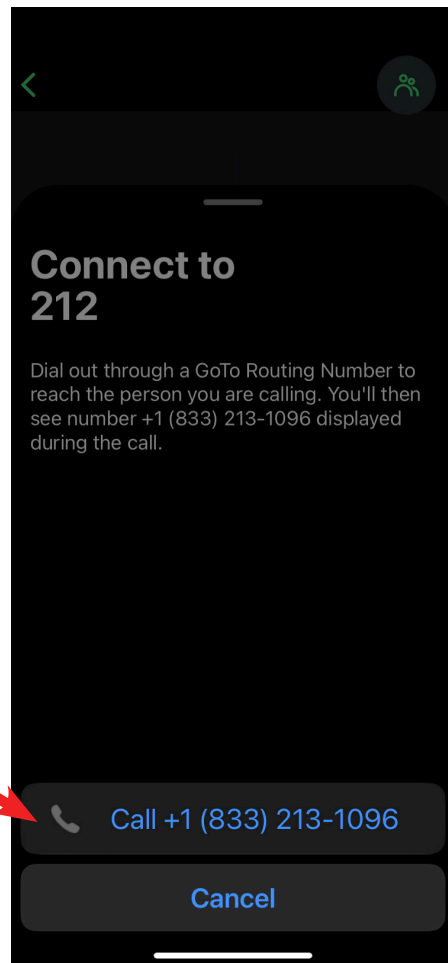 Connect to
212
Dial out through a GoTo Routing Number to
reach the person you are calling. You'll then
see number +1 (833) 213-1096 displayed
during the call.
Call +1 (833) 213-1096
Cancel